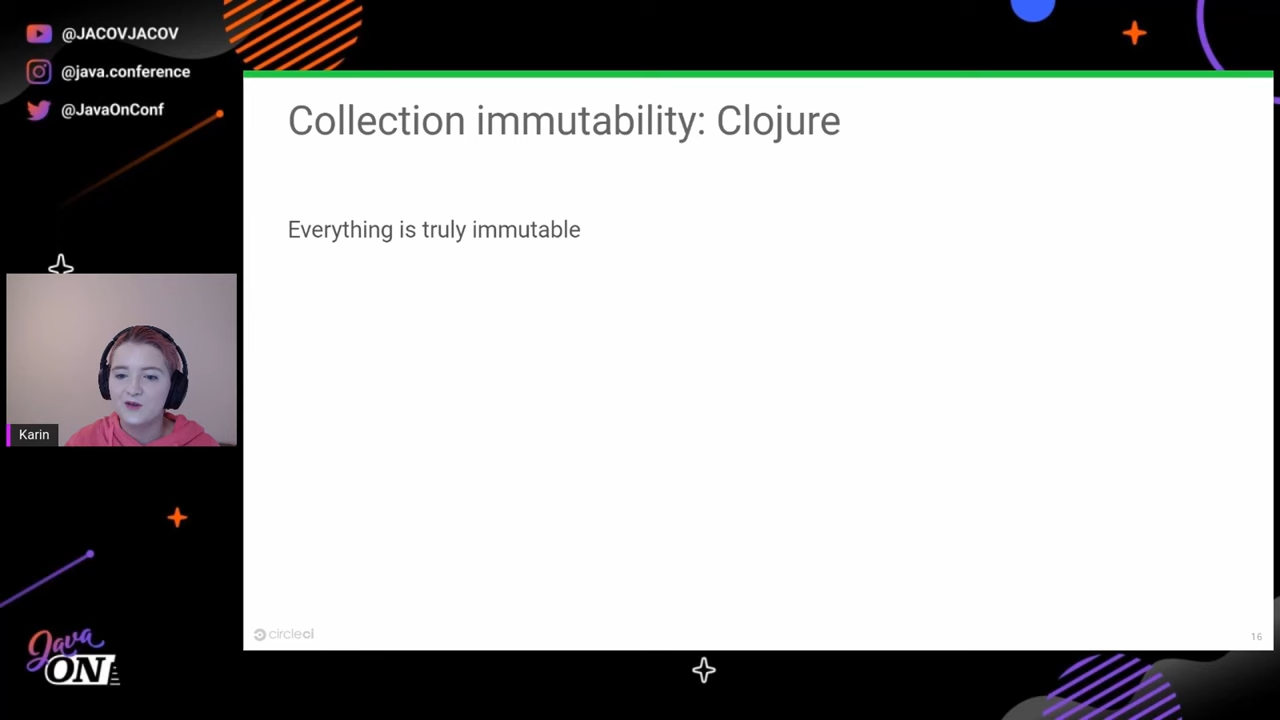 @JACOVJACOV
@java.conference
@JavaOnConf
Collection immutability: Clojure
Everything is truly immutable
Karin
circleci
16
Java
ON